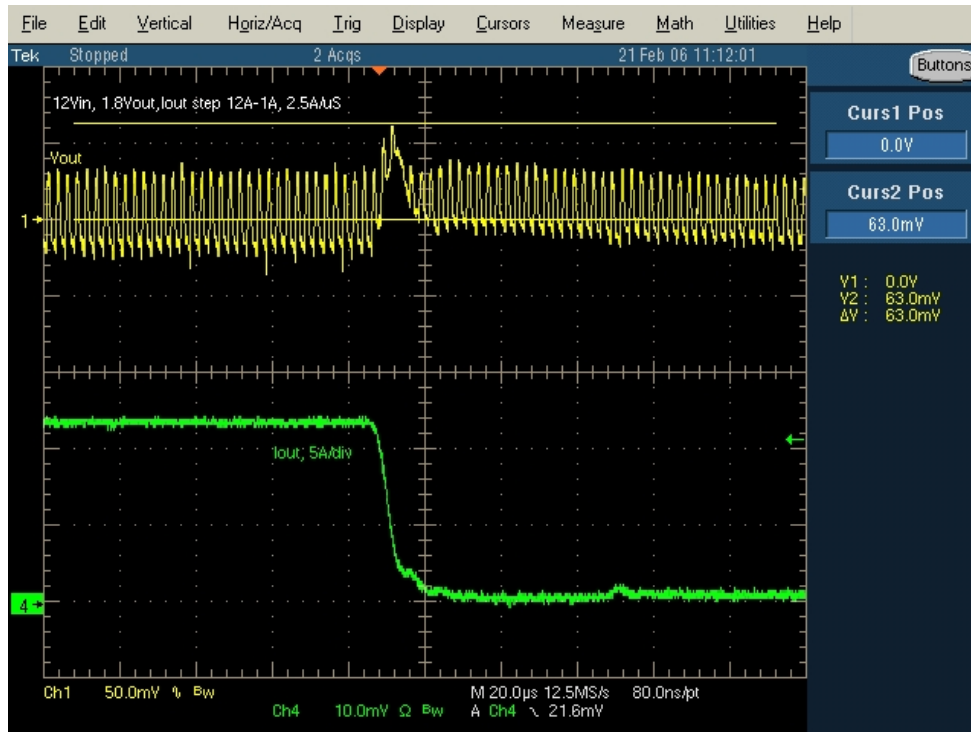 File Edit Vertical Horiz/Acq Trig Display Cursors Measure Math Utilities Help
Tek Stopped 2 Acqs 21 Feb 06 11:12:01
Buttons
12Vin, 1.8Vout,Iout step 12A-1A, 2.5A/uS
Curs1 Pos
0.0V
Vout
Curs2 Pos
63.0mV
1
V1 : 0.0V
V2 : 63.0mV
ΔV : 63.0mV
Iout, 5A/div
4
Ch1 50.0mV ∿ Bw M 20.0µs 12.5MS/s 80.0ns/pt
Ch4 10.0mV Ω Bw A Ch4 ∖ 21.6mV